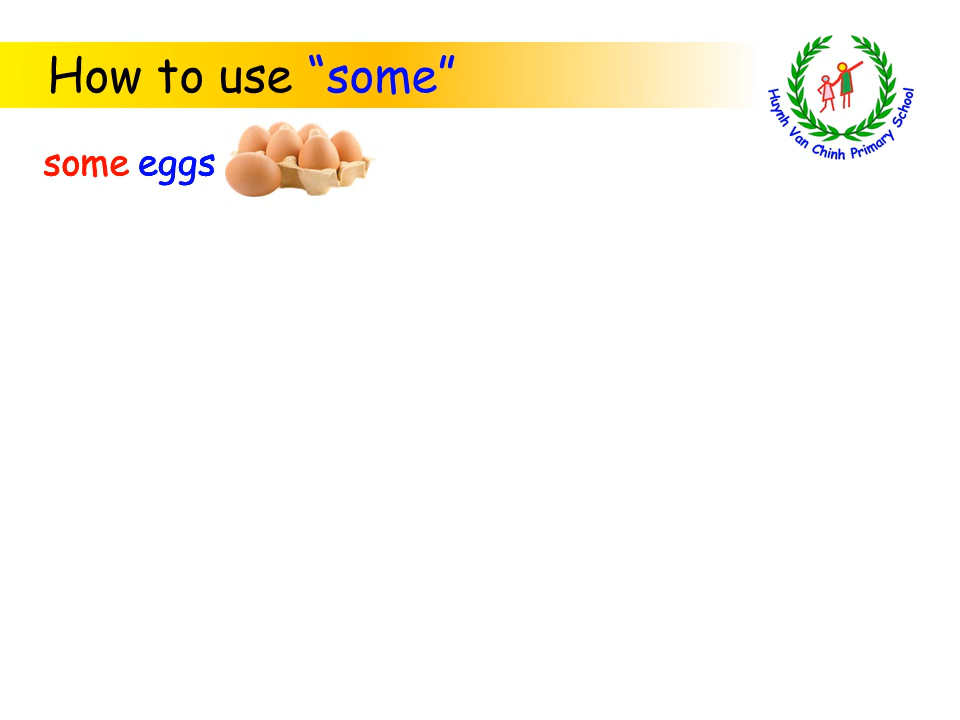 How to use “some”
some eggs
Huynh Van Chinh Primary School